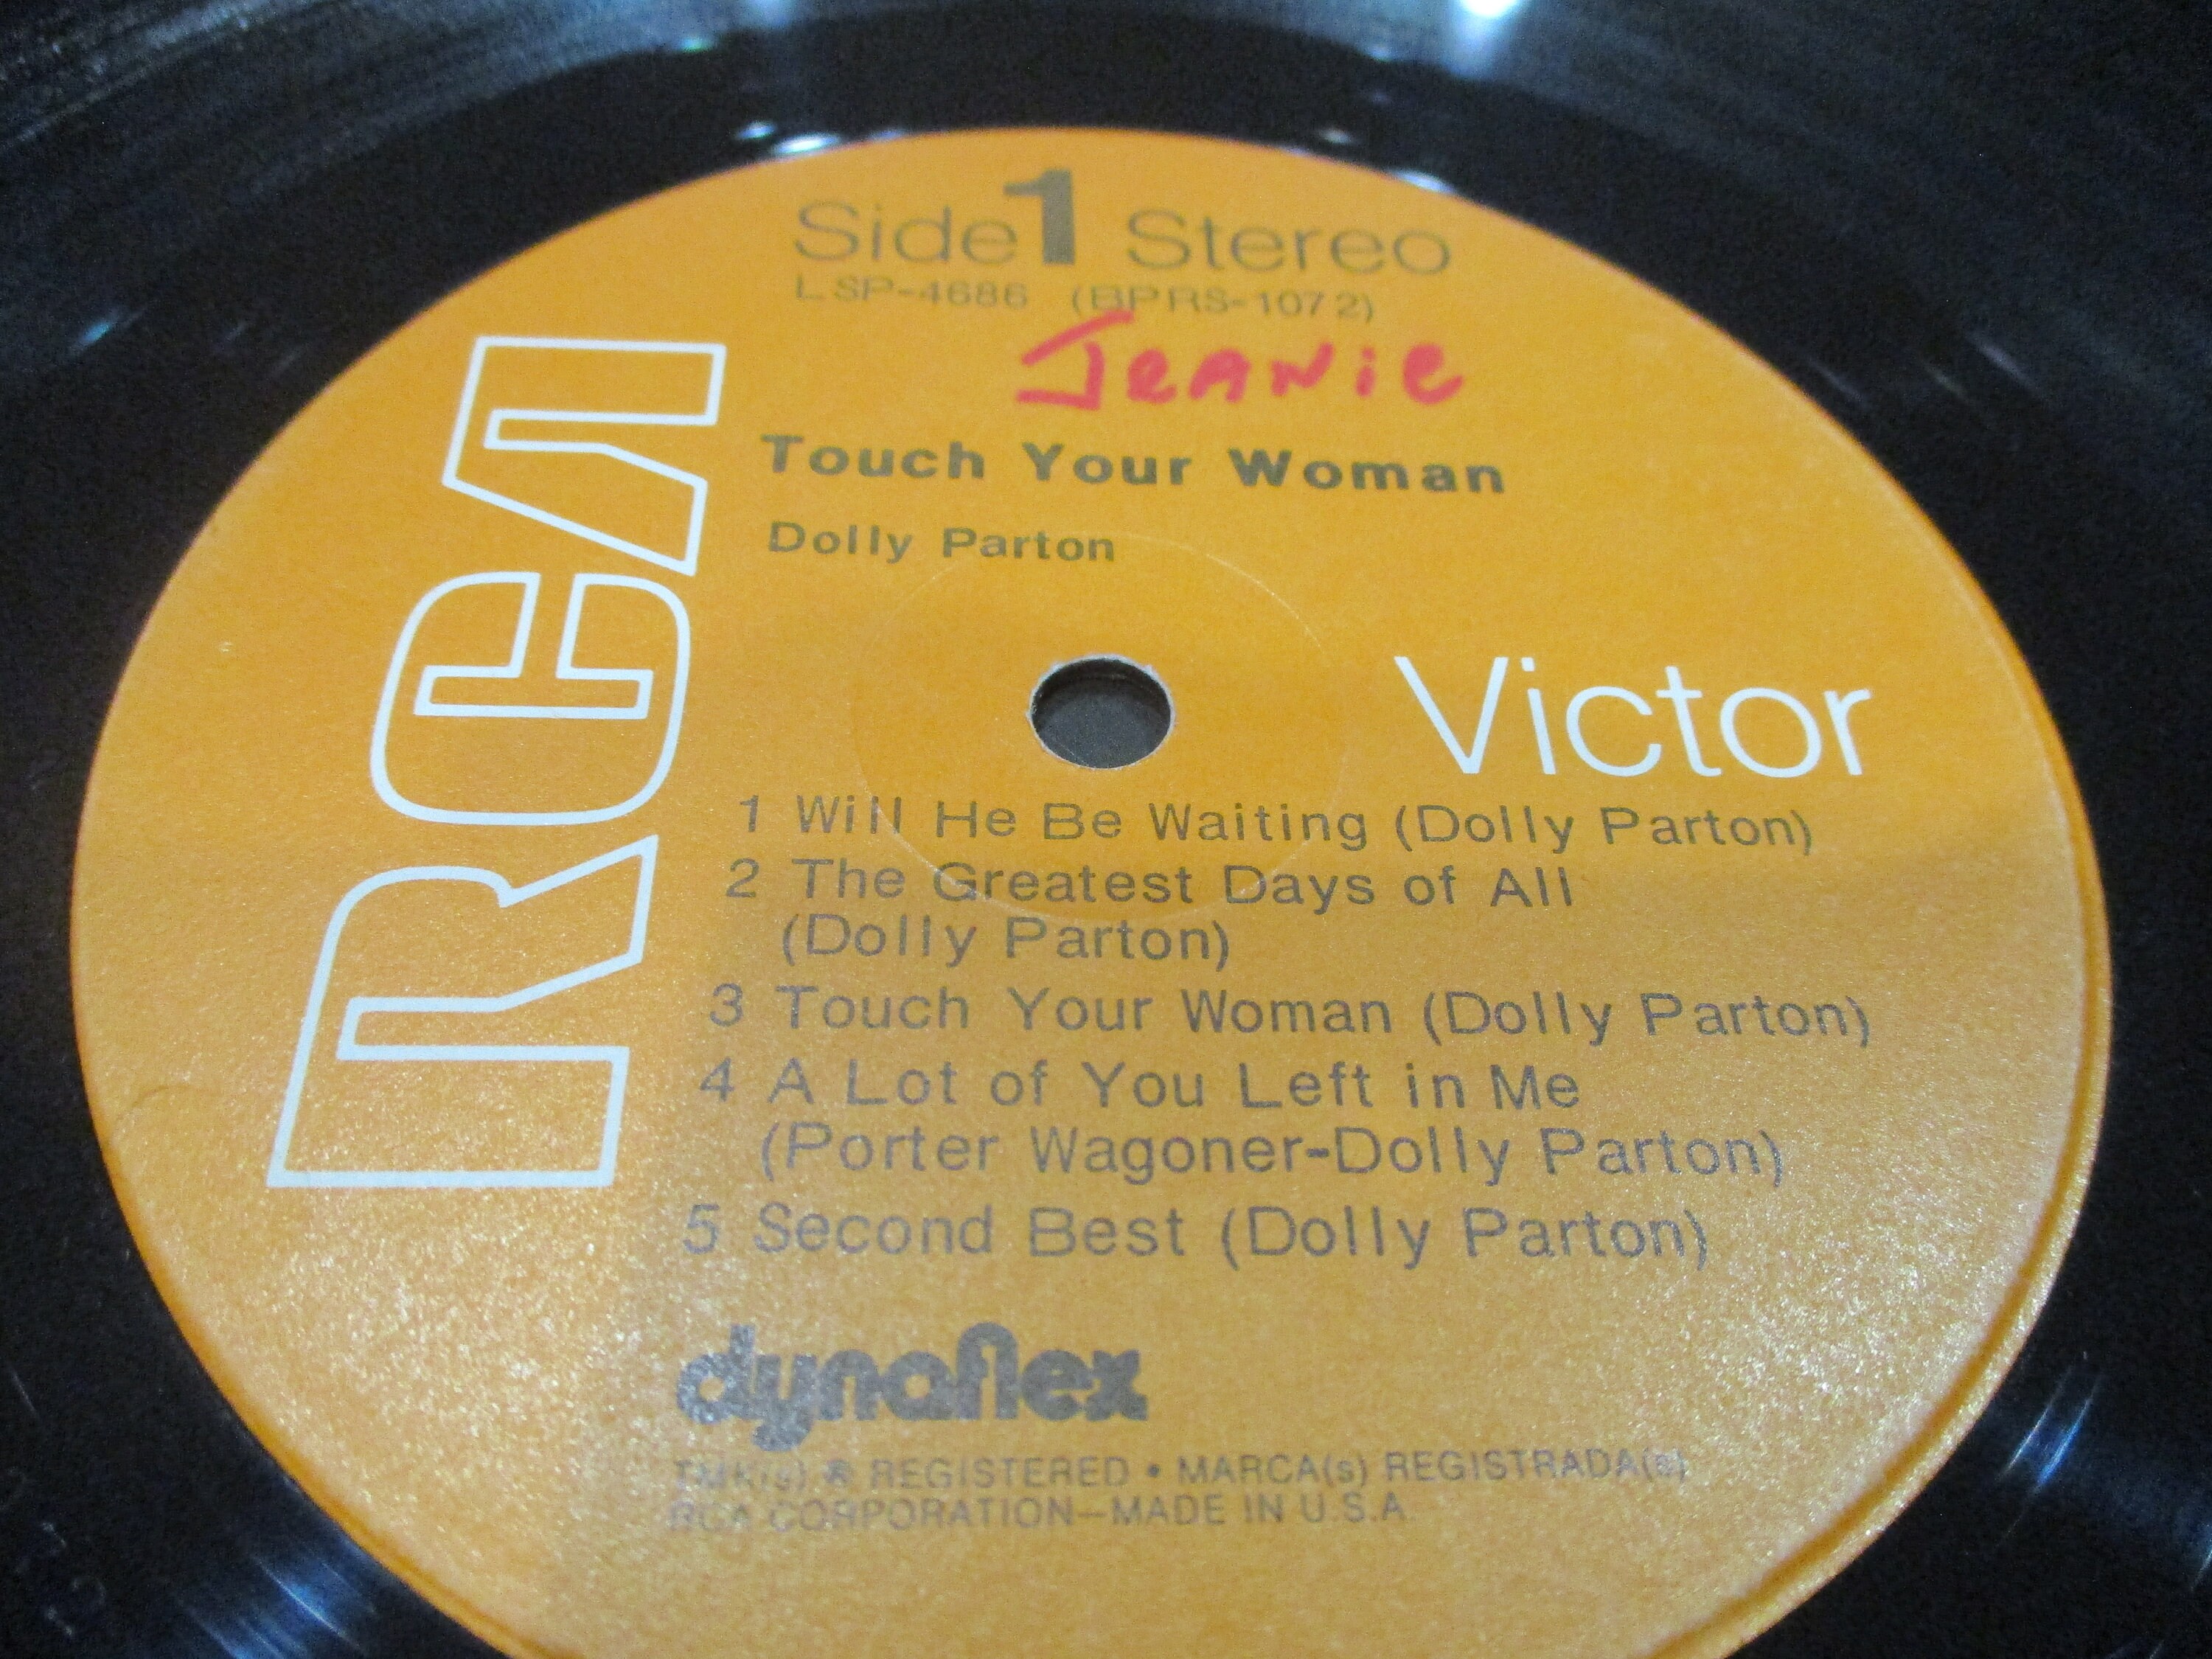 Side 1 Stereo
LSP-4686 (BPRS-1072)
JeANie
Touch Your Woman
Dolly Parton
RCA
Victor
1 Will He Be Waiting (Dolly Parton)
2 The Greatest Days of All
(Dolly Parton)
3 Touch Your Woman (Dolly Parton)
4 A Lot of You Left in Me
(Porter Wagoner-Dolly Parton)
5 Second Best (Dolly Parton)
dynaflex
TMK(s) ® REGISTERED • MARCA(s) REGISTRADA(s)
RCA CORPORATION—MADE IN U.S.A.